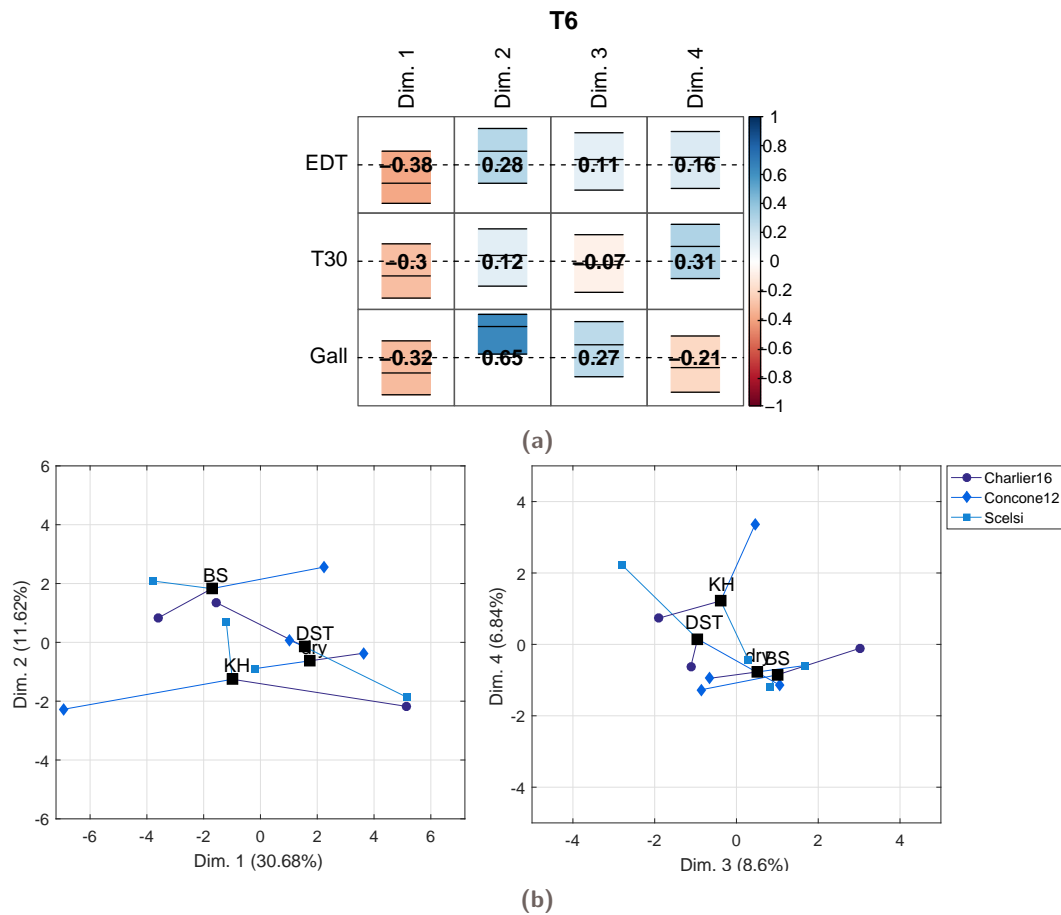 T6
Dim. 1
Dim. 2
Dim. 3
Dim. 4
EDT
−0.38
0.28
0.11
0.16
T30
−0.3
0.12
−0.07
0.31
Gall
−0.32
0.65
0.27
−0.21
1
0.8
0.6
0.4
0.2
0
−0.2
−0.4
−0.6
−0.8
−1
(a)
6
4
2
0
-2
-4
-6
Dim. 2 (11.62%)
BS
DST
dry
KH
-6 -4 -2 0 2 4 6
Dim. 1 (30.68%)
4
2
0
-2
-4
Dim. 4 (6.84%)
KH
DST
dry
BS
-4 -2 0 2 4
Dim. 3 (8.6%)
Charlier16
Concone12
Scelsi
(b)